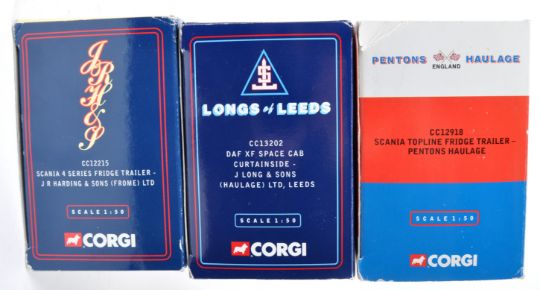 JRH&S
CC12215
SCANIA 4 SERIES FRIDGE TRAILER -
J R HARDING & SONS (FROME) LTD
SCALE 1:50
CORGI
LONGS of LEEDS
CC13202
DAF XF SPACE CAB
CURTAINSIDE -
J LONG & SONS
(HAULAGE) LTD, LEEDS
SCALE 1:50
CORGI
PENTONS HAULAGE
ENGLAND
CC12918
SCANIA TOPLINE FRIDGE TRAILER -
PENTONS HAULAGE
SCALE 1:50
CORGI